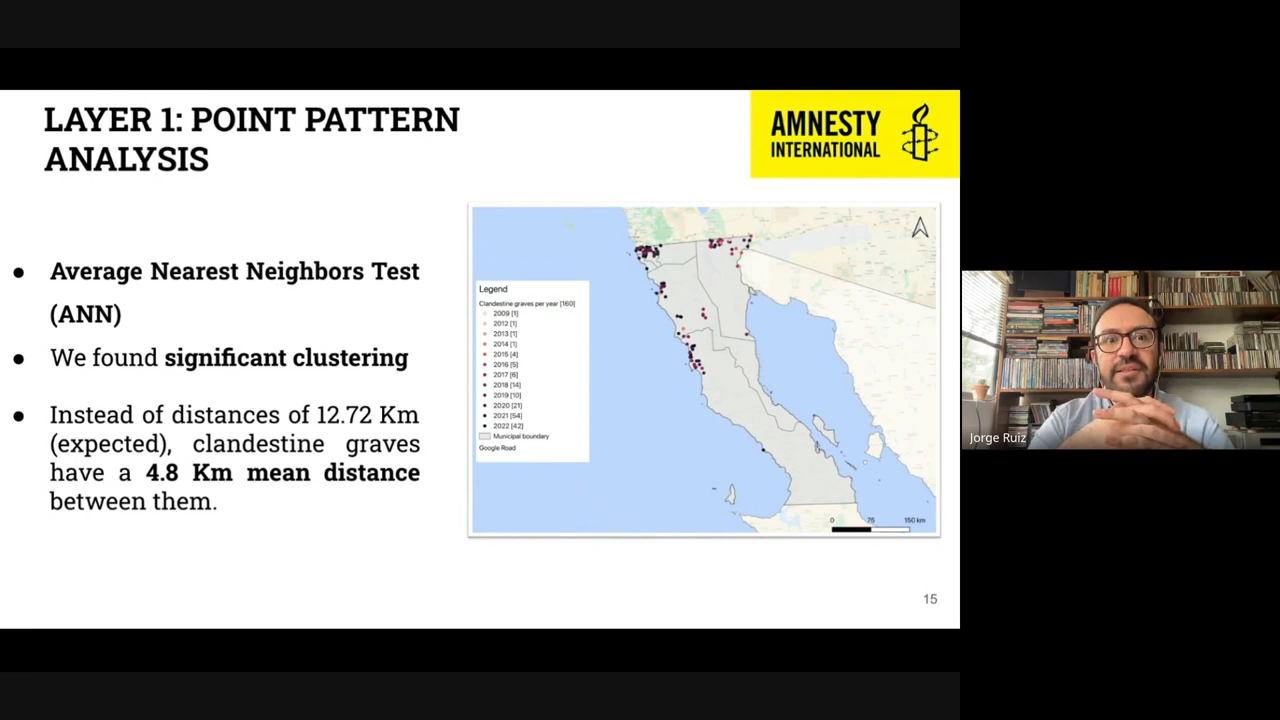 LAYER 1: POINT PATTERN
ANALYSIS
AMNESTY
INTERNATIONAL
● Average Nearest Neighbors Test
(ANN)
● We found significant clustering
● Instead of distances of 12.72 Km
(expected), clandestine graves
have a 4.8 Km mean distance
between them.
Legend
Clandestine graves per year [160]
2009 [1]
2012 [1]
2013 [1]
2014 [1]
2015 [4]
2016 [5]
2017 [6]
2018 [14]
2019 [10]
2020 [21]
2021 [54]
2022 [42]
Municipal boundary
Google Road
0 75 150 km
15
Jorge Ruiz